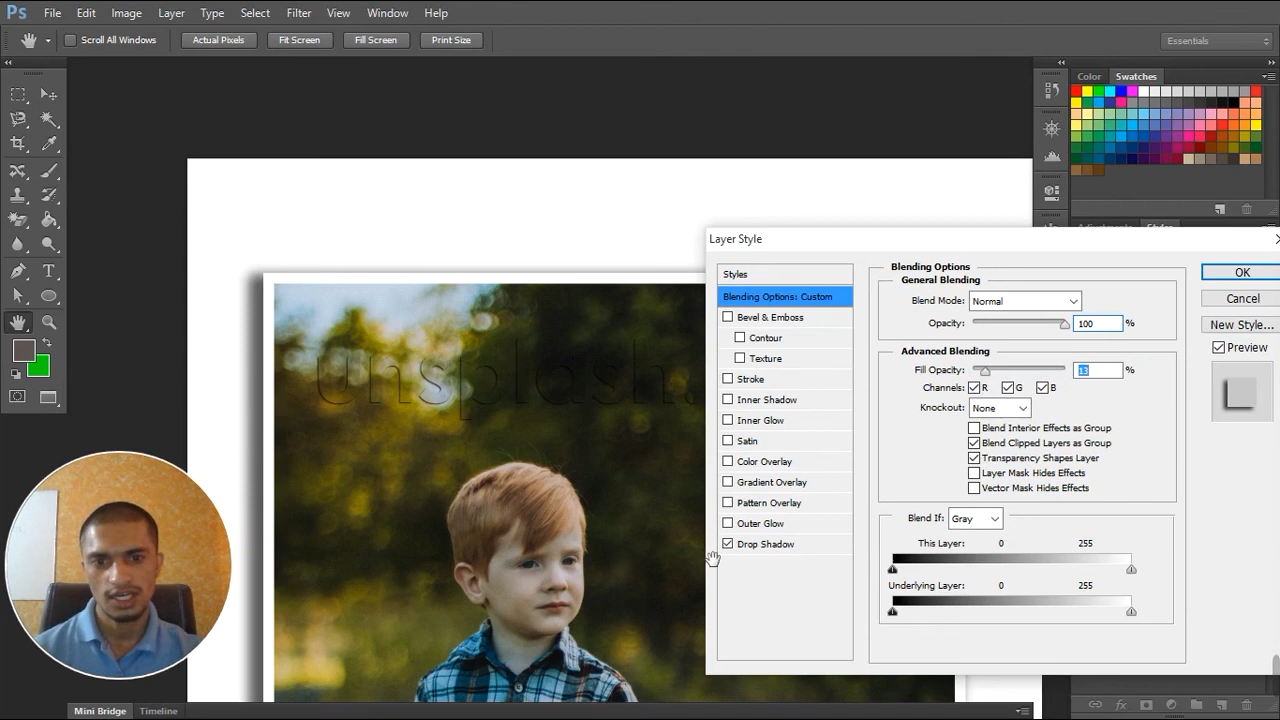 Ps File Edit Image Layer Type Select Filter View Window Help
Scroll All Windows Actual Pixels Fit Screen Fill Screen Print Size Essentials
Color Swatches
Layer Style
Styles
Blending Options: Custom
Bevel & Emboss
Contour
Texture
Stroke
Inner Shadow
Inner Glow
Satin
Color Overlay
Gradient Overlay
Pattern Overlay
Outer Glow
Drop Shadow
Blending Options
General Blending
Blend Mode: Normal
Opacity: 100 %
Advanced Blending
Fill Opacity: 13 %
Channels: R G B
Knockout: None
Blend Interior Effects as Group
Blend Clipped Layers as Group
Transparency Shapes Layer
Layer Mask Hides Effects
Vector Mask Hides Effects
Blend If: Gray
This Layer: 0 255
Underlying Layer: 0 255
OK
Cancel
New Style...
Preview
unsplash.
Mini Bridge Timeline